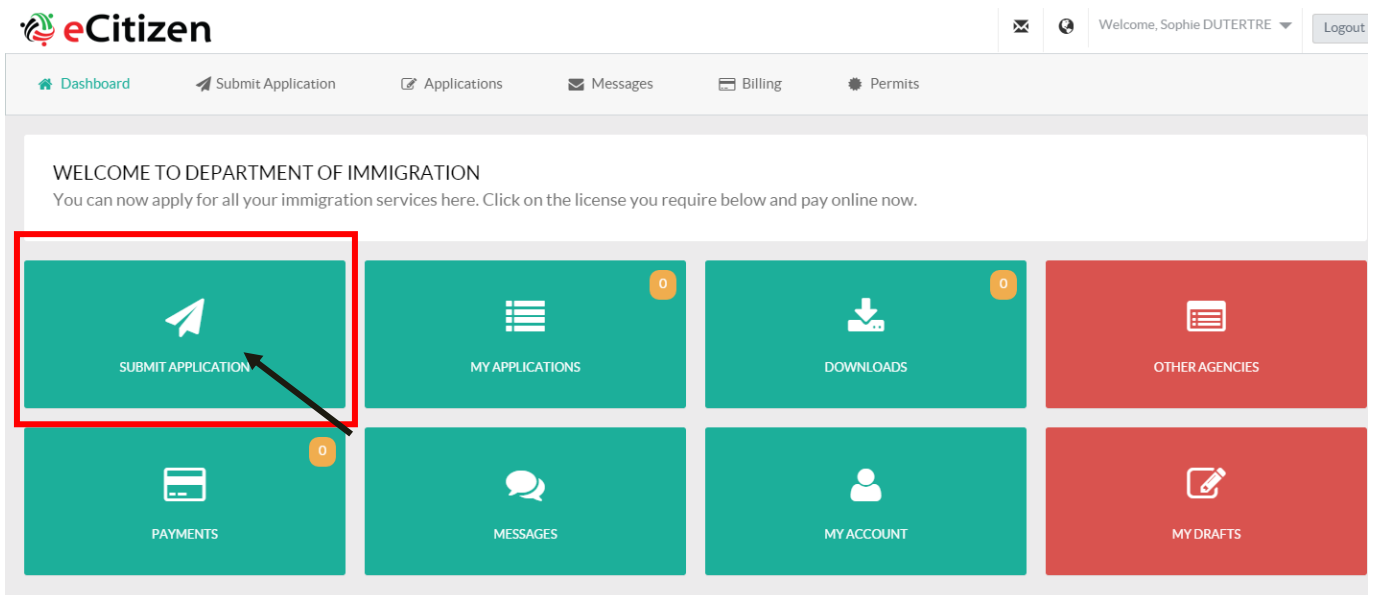 eCitizen
Welcome, Sophie DUTERTRE
Logout
Dashboard
Submit Application
Applications
Messages
Billing
Permits
WELCOME TO DEPARTMENT OF IMMIGRATION
You can now apply for all your immigration services here. Click on the license you require below and pay online now.
0
0
SUBMIT APPLICATION
MY APPLICATIONS
DOWNLOADS
OTHER AGENCIES
0
PAYMENTS
MESSAGES
MY ACCOUNT
MY DRAFTS